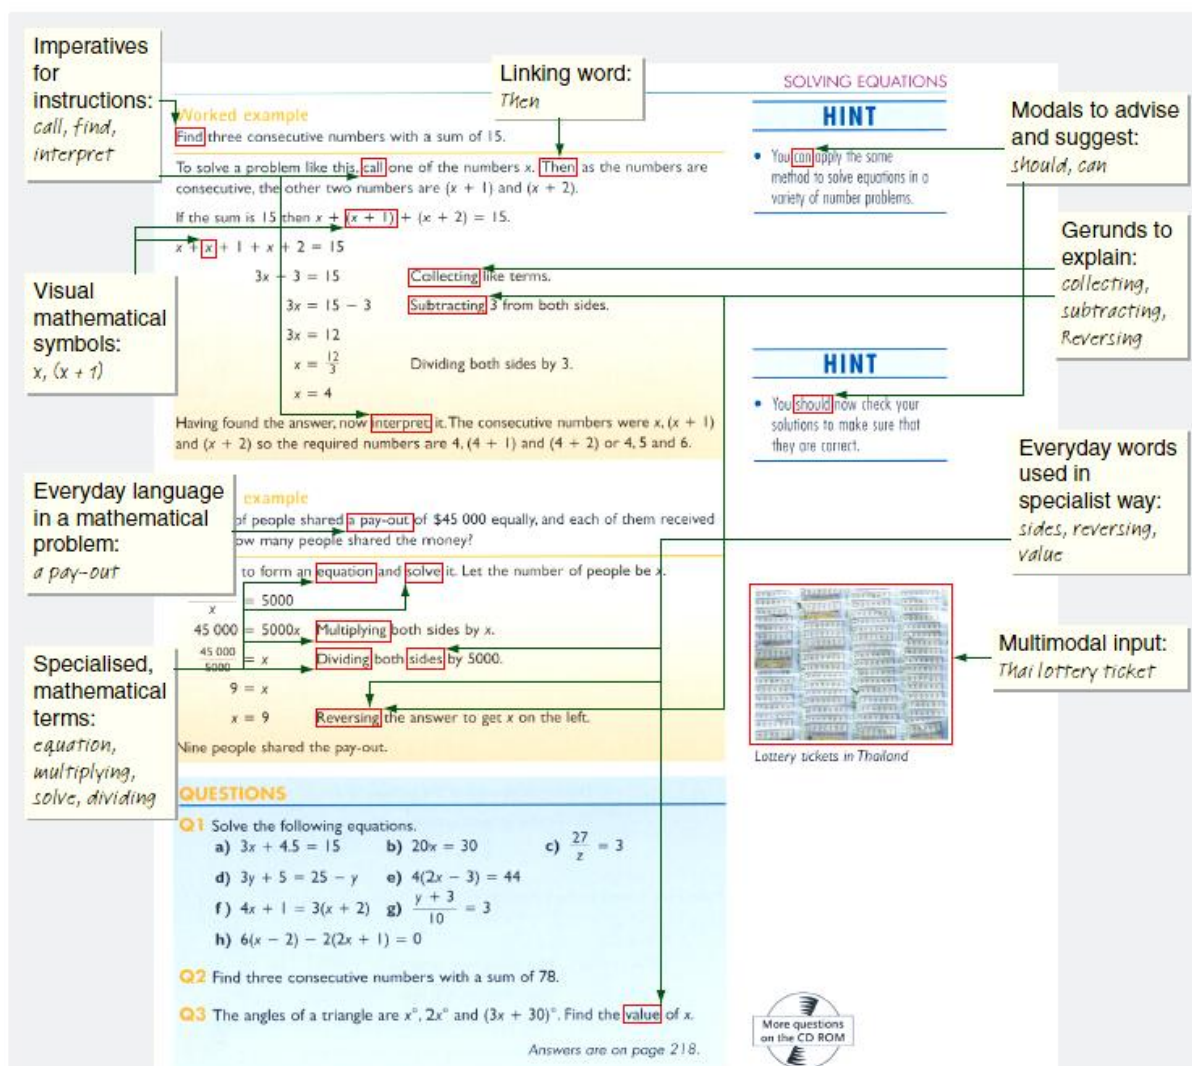 Imperatives
for
instructions:
call, find,
interpret
Linking word:
Then
SOLVING EQUATIONS
Worked example
Find three consecutive numbers with a sum of 15.
To solve a problem like this, call one of the numbers x. Then as the numbers are
consecutive, the other two numbers are (x + 1) and (x + 2).
If the sum is 15 then x + (x + 1) + (x + 2) = 15.
x + x + 1 + x + 2 = 15
3x + 3 = 15 Collecting like terms.
3x = 15 − 3 Subtracting 3 from both sides.
3x = 12
x = 12/3 Dividing both sides by 3.
x = 4
Having found the answer, now interpret it. The consecutive numbers were x, (x + 1)
and (x + 2) so the required numbers are 4, (4 + 1) and (4 + 2) or 4, 5 and 6.
HINT
• You can apply the same
method to solve equations in a
variety of number problems.
Modals to advise
and suggest:
should, can
Gerunds to
explain:
collecting,
subtracting,
Reversing
Visual
mathematical
symbols:
x, (x + 1)
HINT
• You should now check your
solutions to make sure that
they are correct.
Everyday words
used in
specialist way:
sides, reversing,
value
Everyday language
in a mathematical
problem:
a pay-out
example
of people shared a pay-out of $45 000 equally, and each of them received
ow many people shared the money?
to form an equation and solve it. Let the number of people be x.
x = 5000
45 000 = 5000x Multiplying both sides by x.
45 000/5000 = x Dividing both sides by 5000.
9 = x
x = 9 Reversing the answer to get x on the left.
Nine people shared the pay-out.
Specialised,
mathematical
terms:
equation,
multiplying,
solve, dividing
Multimodal input:
Thai lottery ticket
Lottery tickets in Thailand
QUESTIONS
Q1 Solve the following equations.
a) 3x + 4.5 = 15 b) 20x = 30 c) 27/z = 3
d) 3y + 5 = 25 − y e) 4(2x − 3) = 44
f) 4x + 1 = 3(x + 2) g) y + 3/10 = 3
h) 6(x − 2) − 2(2x + 1) = 0
Q2 Find three consecutive numbers with a sum of 78.
Q3 The angles of a triangle are x°, 2x° and (3x + 30)°. Find the value of x.
Answers are on page 218.
More questions
on the CD ROM